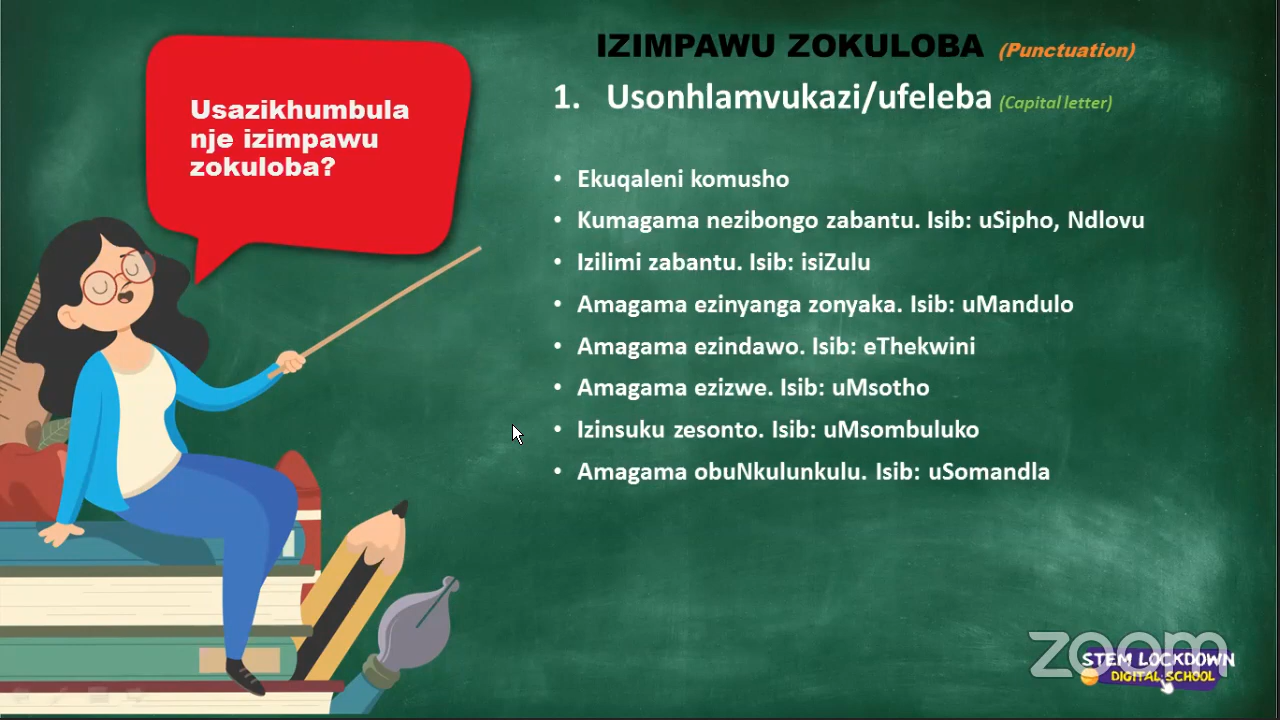 IZIMPAWU ZOKULOBA (Punctuation)
1. Usonhlamvukazi/ufeleba (Capital letter)
Usazikhumbula
nje izimpawu
zokuloba?
• Ekuqaleni komusho
• Kumagama nezibongo zabantu. Isib: uSipho, Ndlovu
• Izilimi zabantu. Isib: isiZulu
• Amagama ezinyanga zonyaka. Isib: uMandulo
• Amagama ezindawo. Isib: eThekwini
• Amagama ezizwe. Isib: uMsotho
• Izinsuku zesonto. Isib: uMsombuluko
• Amagama obuNkulunkulu. Isib: uSomandla
zoom
STEM LOCKDOWN
DIGITAL SCHOOL